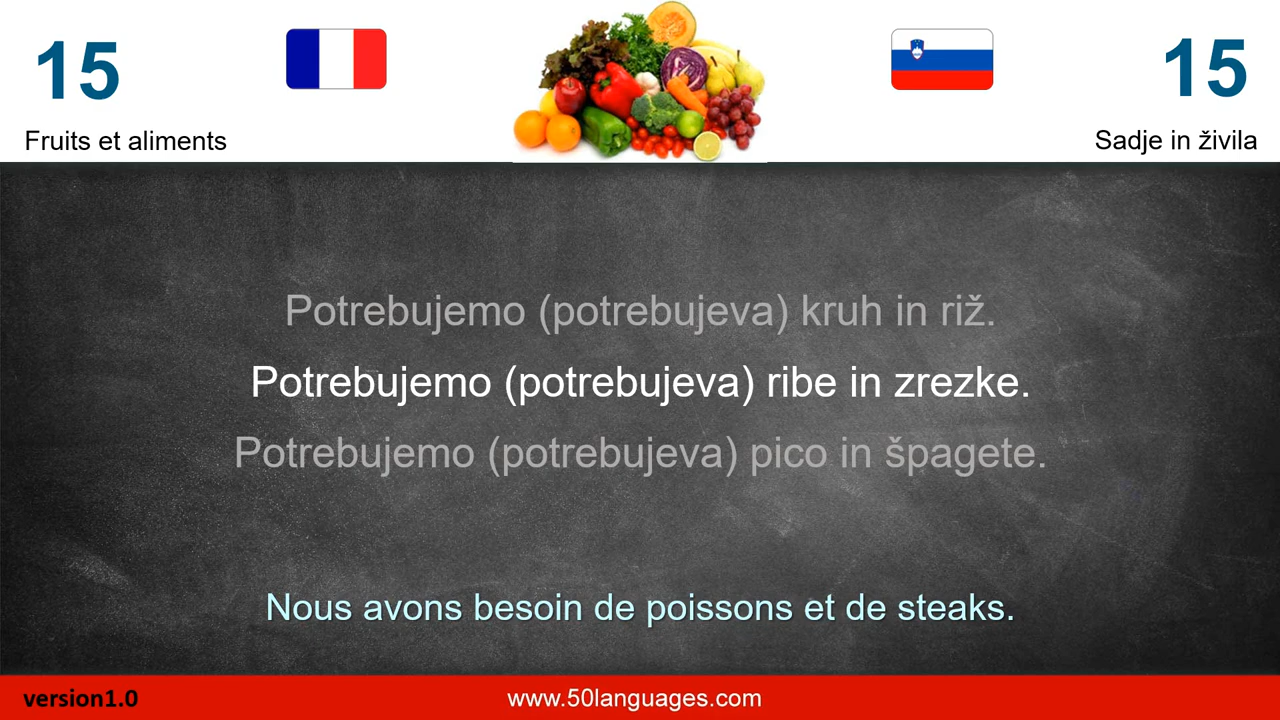 15
15
Fruits et aliments
Sadje in živila
Potrebujemo (potrebujeva) kruh in riž.
Potrebujemo (potrebujeva) ribe in zrezke.
Potrebujemo (potrebujeva) pico in špagete.
Nous avons besoin de poissons et de steaks.
version1.0
www.50languages.com